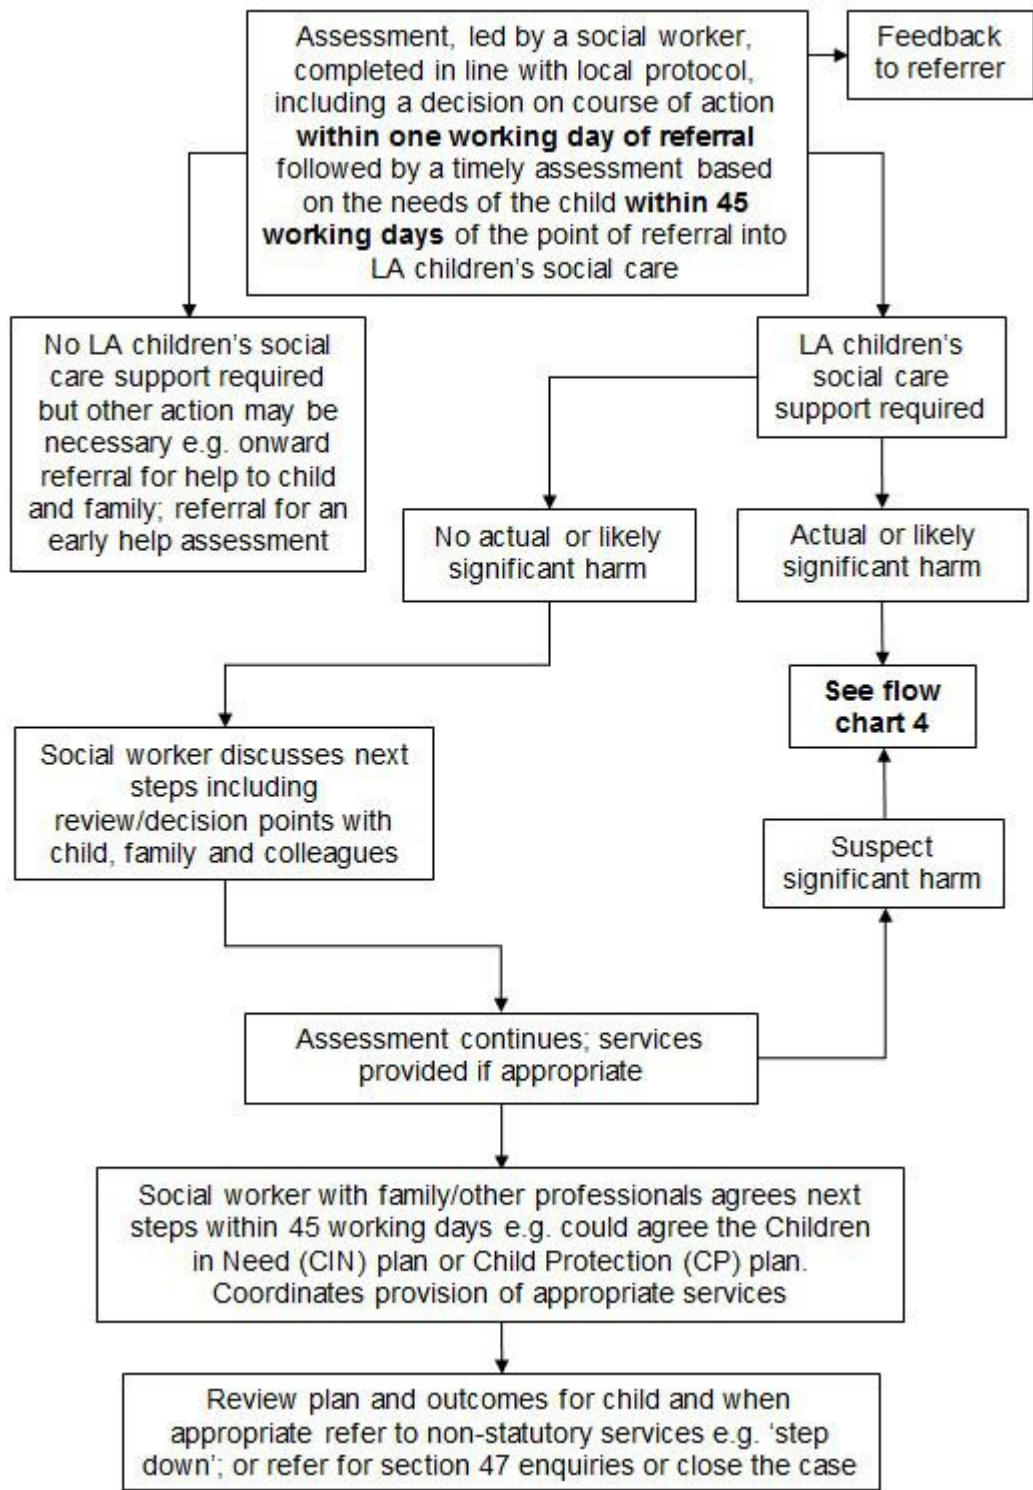 Assessment, led by a social worker,
completed in line with local protocol,
including a decision on course of action
within one working day of referral
followed by a timely assessment based
on the needs of the child within 45
working days of the point of referral into
LA children's social care
Feedback
to referrer
No LA children's social
care support required
but other action may be
necessary e.g. onward
referral for help to child
and family; referral for an
early help assessment
LA children's
social care
support required
No actual or likely
significant harm
Actual or likely
significant harm
See flow
chart 4
Social worker discusses next
steps including
review/decision points with
child, family and colleagues
Suspect
significant harm
Assessment continues; services
provided if appropriate
Social worker with family/other professionals agrees next
steps within 45 working days e.g. could agree the Children
in Need (CIN) plan or Child Protection (CP) plan.
Coordinates provision of appropriate services
Review plan and outcomes for child and when
appropriate refer to non-statutory services e.g. ‘step
down’; or refer for section 47 enquiries or close the case